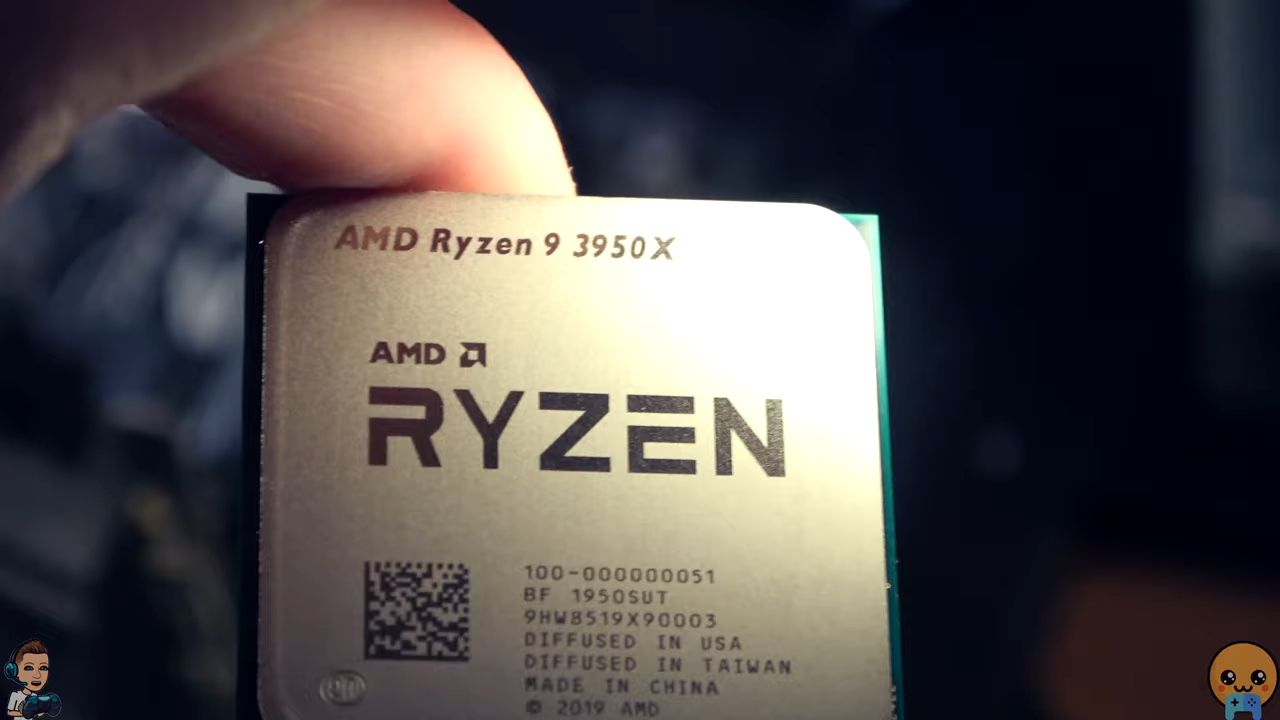 AMD Ryzen 9 3950X
AMD
RYZEN
100-000000051
BF 1950SUT
9HW8519X90003
DIFFUSED IN USA
DIFFUSED IN TAIWAN
MADE IN CHINA
© 2019 AMD